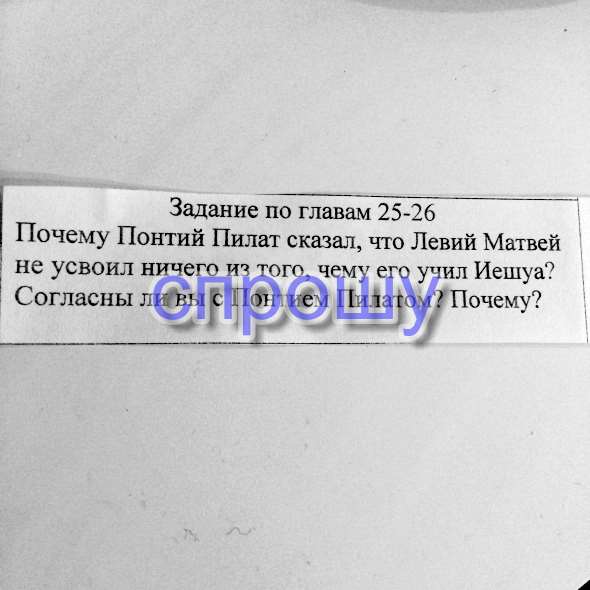 Задание по главам 25-26
Почему Понтий Пилат сказал, что Левий Матвей
не усвоил ничего из того, чему его учил Иешуа?
Согласны ли вы с Понтием Пилатом? Почему?
спрошу